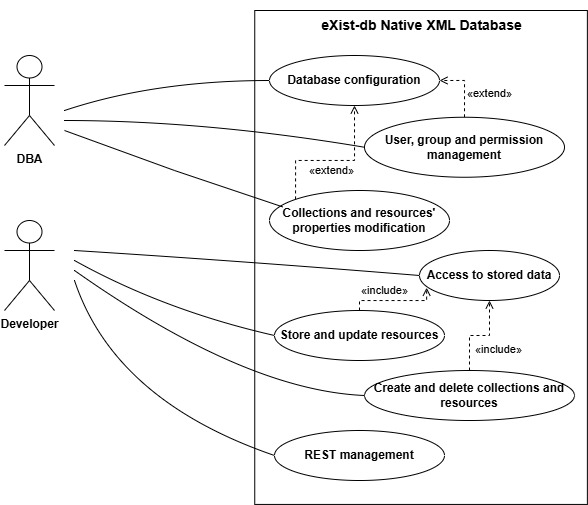 eXist-db Native XML Database
Database configuration
«extend»
User, group and permission
management
DBA
«extend»
Collections and resources'
properties modification
Access to stored data
«include»
Developer
Store and update resources
«include»
Create and delete collections and
resources
REST management